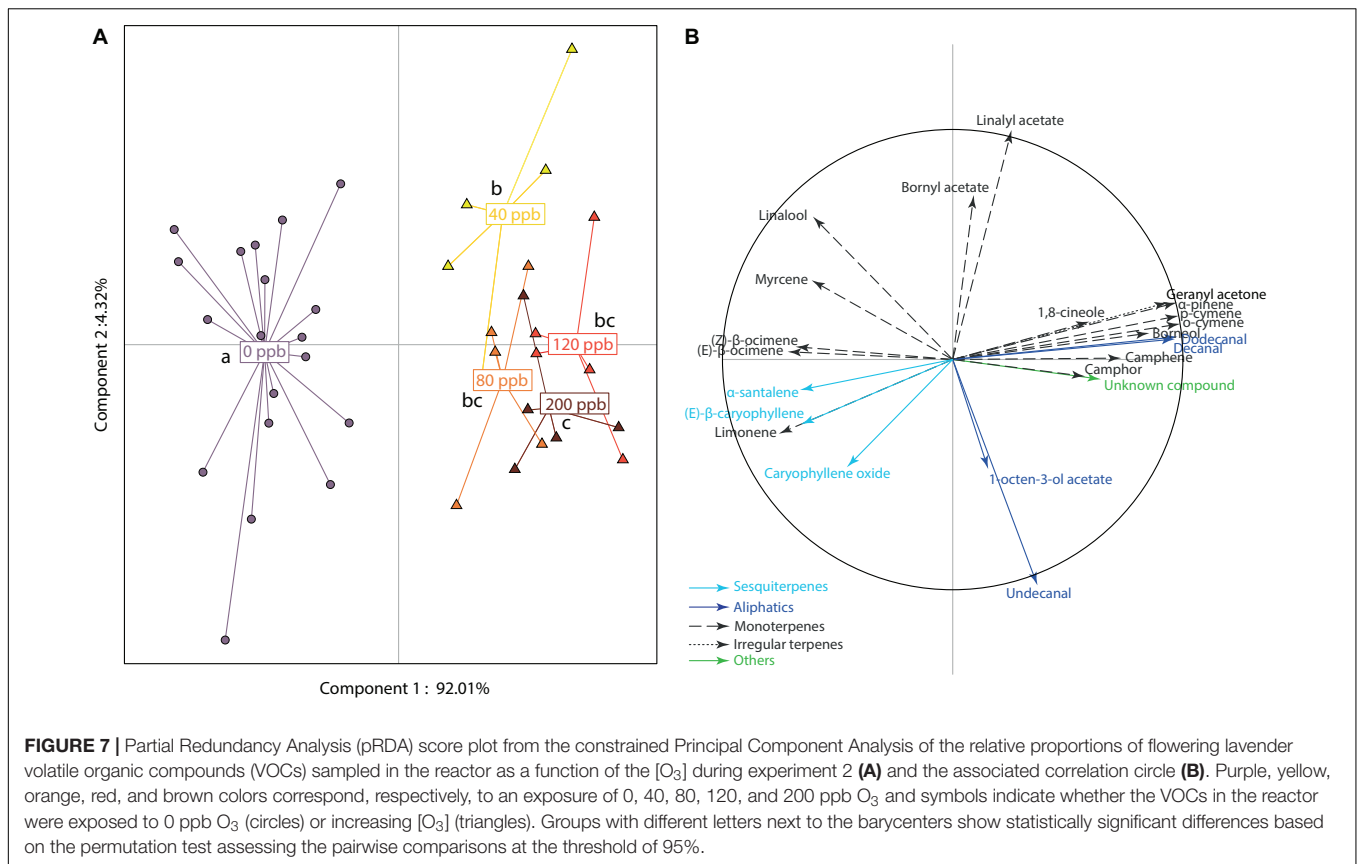 A
B
Component 2 :4.32%
Component 1 : 92.01%
a
0 ppb
b
40 ppb
bc
120 ppb
80 ppb
bc
200 ppb
c
Linalyl acetate
Bornyl acetate
Linalool
Myrcene
Geranyl acetone
α-pinene
1,8-cineole
p-cymene
o-cymene
Borneol
Dodecanal
Decanal
(Z)-β-ocimene
(E)-β-ocimene
Camphene
Camphor
Unknown compound
α-santalene
(E)-β-caryophyllene
Limonene
Caryophyllene oxide
1-octen-3-ol acetate
Undecanal
Sesquiterpenes
Aliphatics
Monoterpenes
Irregular terpenes
Others
FIGURE 7 | Partial Redundancy Analysis (pRDA) score plot from the constrained Principal Component Analysis of the relative proportions of flowering lavender
volatile organic compounds (VOCs) sampled in the reactor as a function of the [O3] during experiment 2 (A) and the associated correlation circle (B). Purple, yellow,
orange, red, and brown colors correspond, respectively, to an exposure of 0, 40, 80, 120, and 200 ppb O3 and symbols indicate whether the VOCs in the reactor
were exposed to 0 ppb O3 (circles) or increasing [O3] (triangles). Groups with different letters next to the barycenters show statistically significant differences based
on the permutation test assessing the pairwise comparisons at the threshold of 95%.